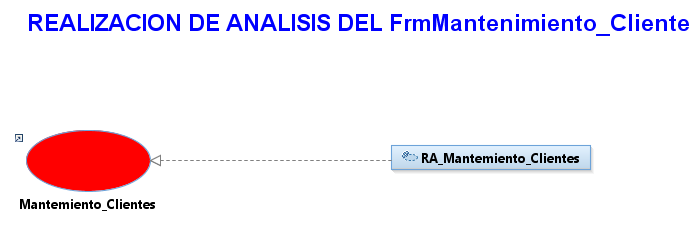 REALIZACION DE ANALISIS DEL FrmMantenimiento_Cliente
RA_Mantemiento_Clientes
Mantemiento_Clientes